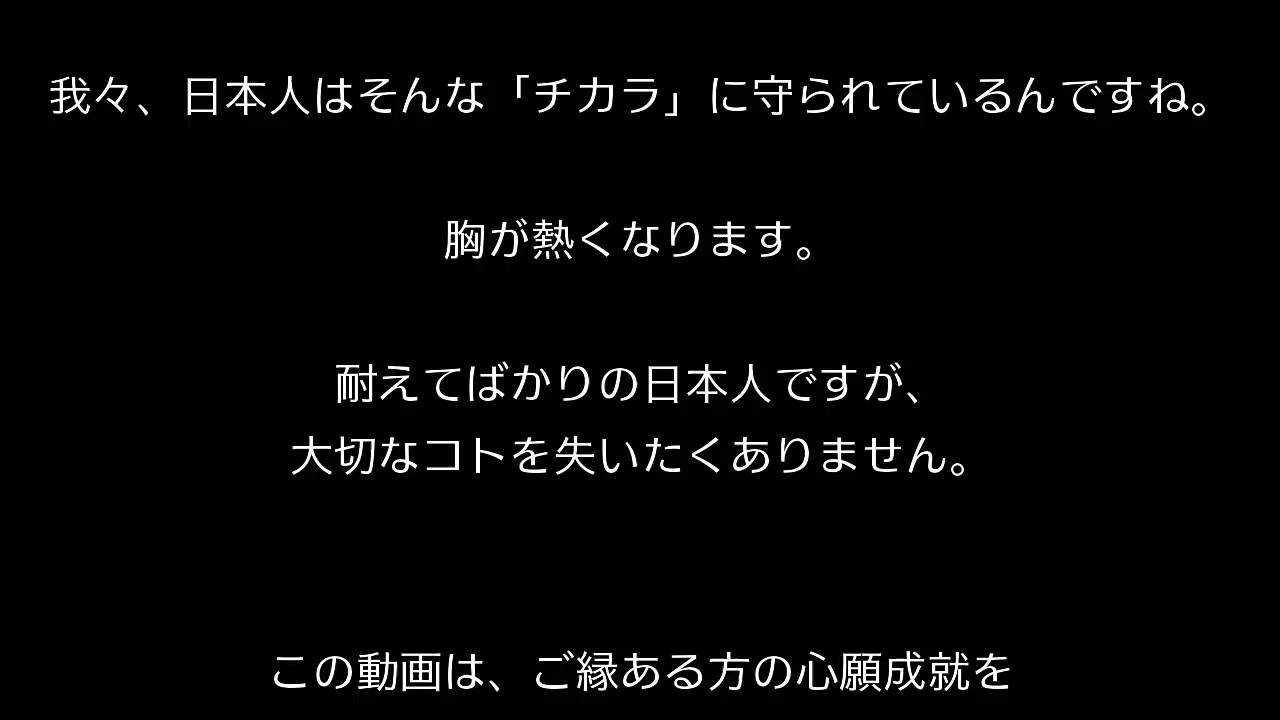 我々、日本人はそんな「チカラ」に守られているんですね。
胸が熱くなります。
耐えてばかりの日本人ですが、
大切なコトを失いたくありません。
この動画は、ご縁ある方の心願成就を